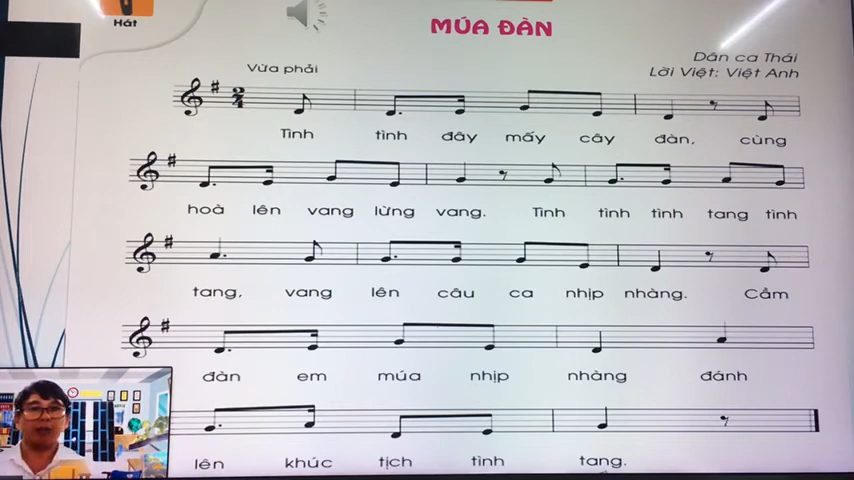 Hát
MÚA ĐÀN
Dân ca Thái
Lời Việt: Việt Anh
Vừa phải
2
4
Tình tình đây mấy cây đàn, cùng
hoà lên vang lừng vang. Tình tình tình tang tình
tang, vang lên câu ca nhịp nhàng. Cầm
đàn em múa nhịp nhàng đánh
lên khúc tịch tình tang.